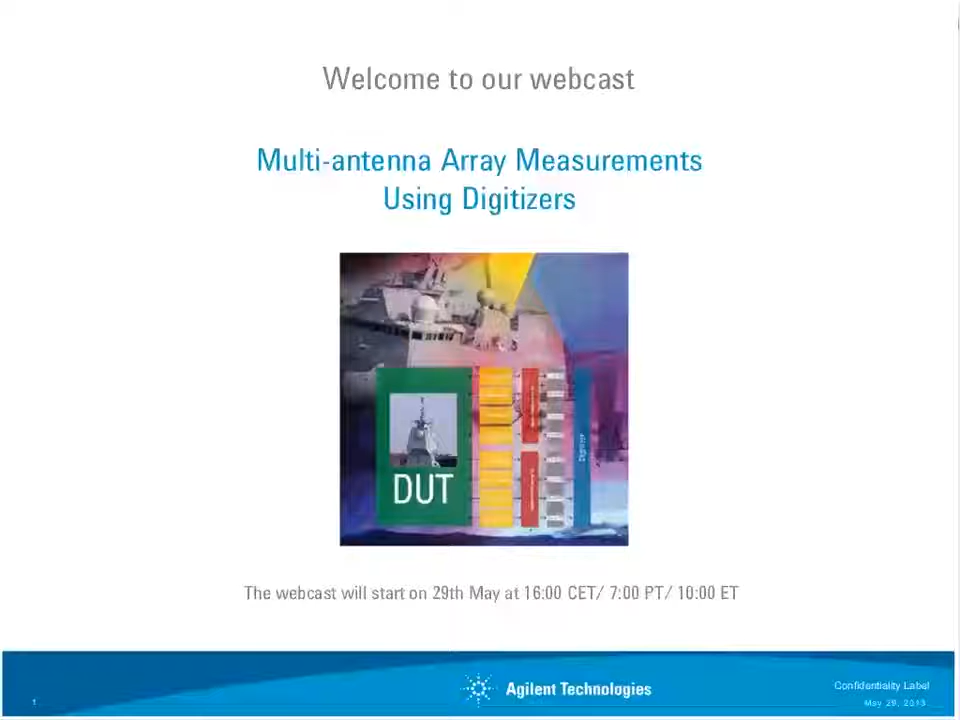 Welcome to our webcast
Multi-antenna Array Measurements
Using Digitizers
DUT
Digitizer
The webcast will start on 29th May at 16:00 CET/ 7:00 PT/ 10:00 ET
Agilent Technologies
Confidentiality Label
1
May 29, 2013